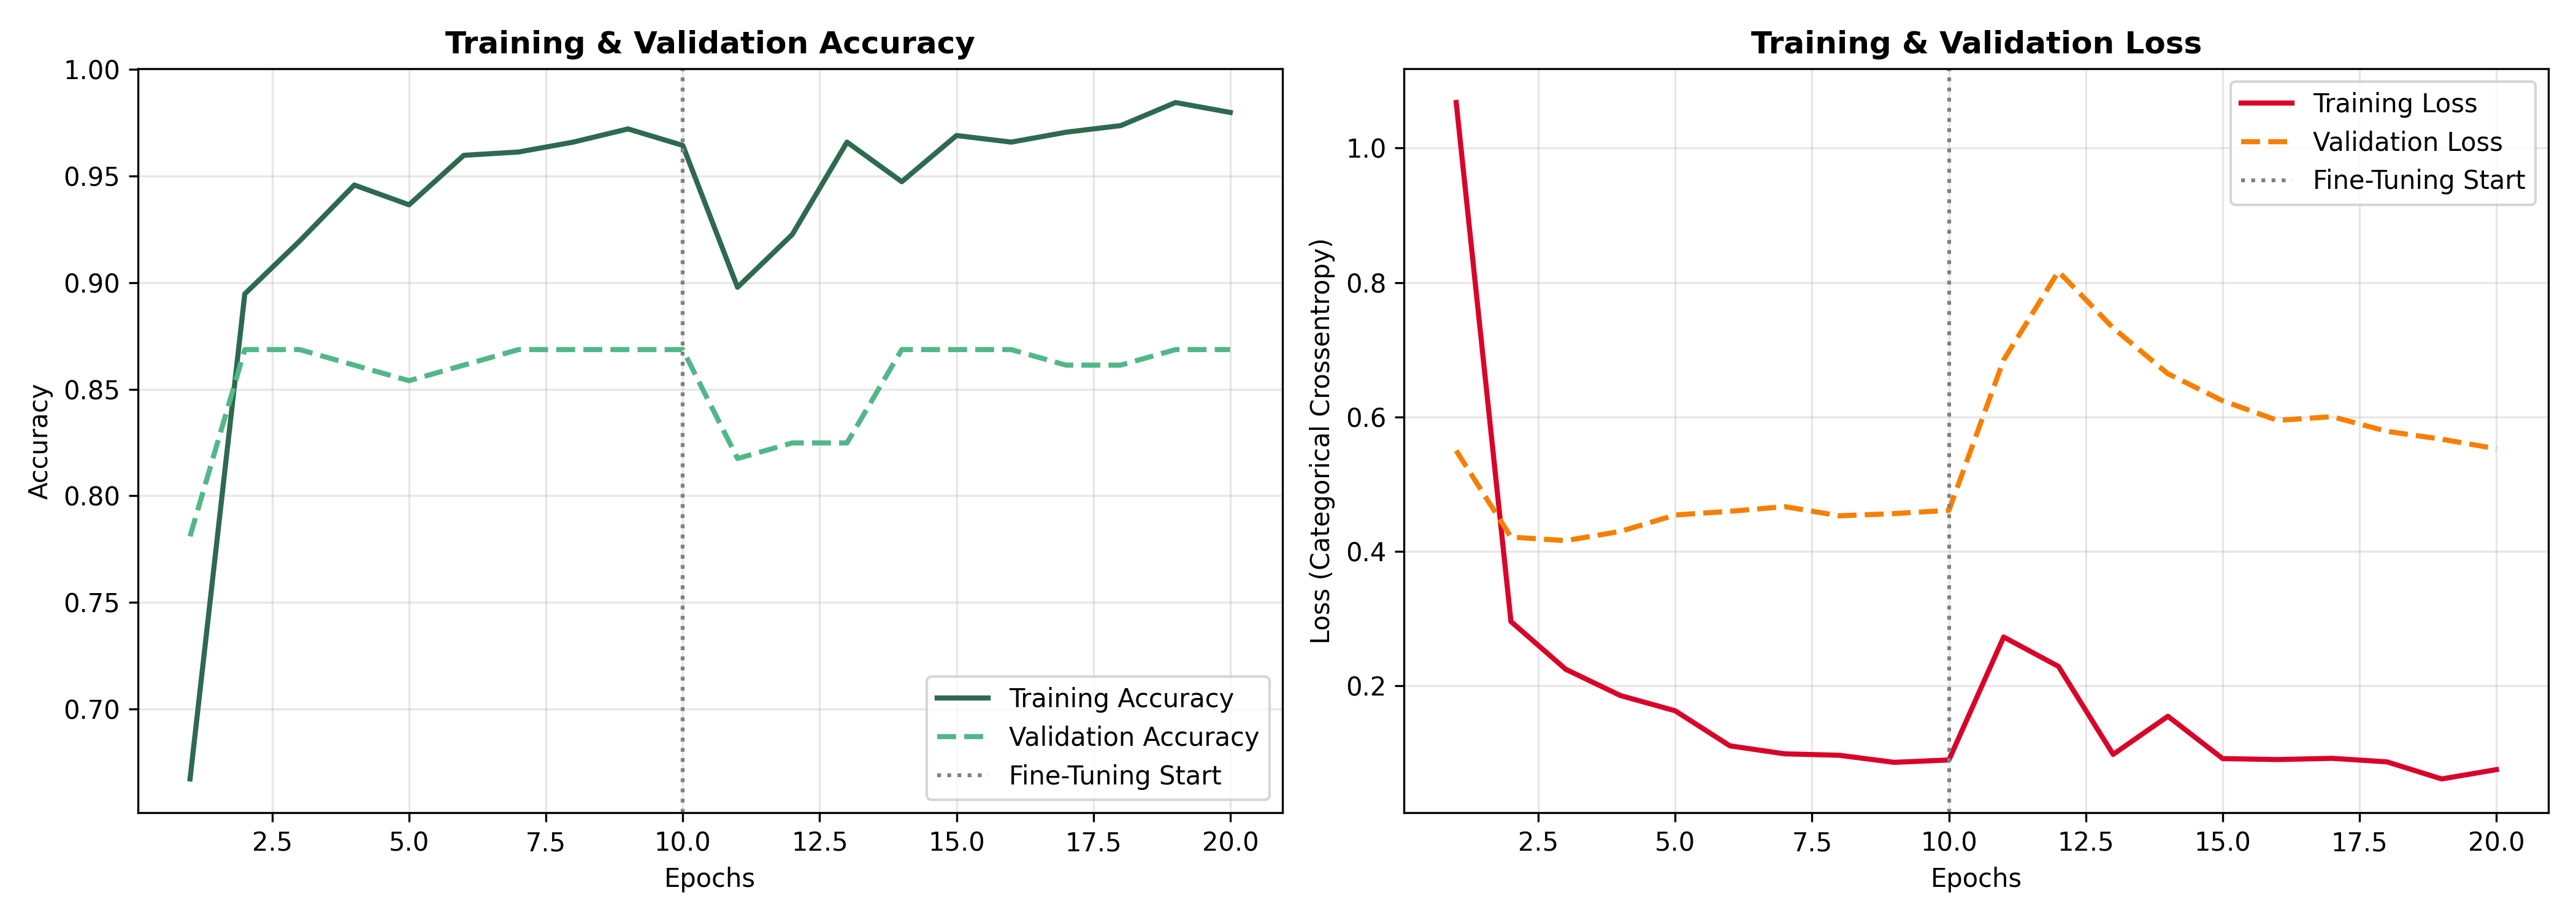 Training & Validation Accuracy
1.00
0.95
0.90
0.85
0.80
0.75
0.70
Accuracy
2.5 5.0 7.5 10.0 12.5 15.0 17.5 20.0
Epochs
Training Accuracy
Validation Accuracy
Fine-Tuning Start
Training & Validation Loss
1.0
0.8
0.6
0.4
0.2
Loss (Categorical Crossentropy)
2.5 5.0 7.5 10.0 12.5 15.0 17.5 20.0
Epochs
Training Loss
Validation Loss
Fine-Tuning Start